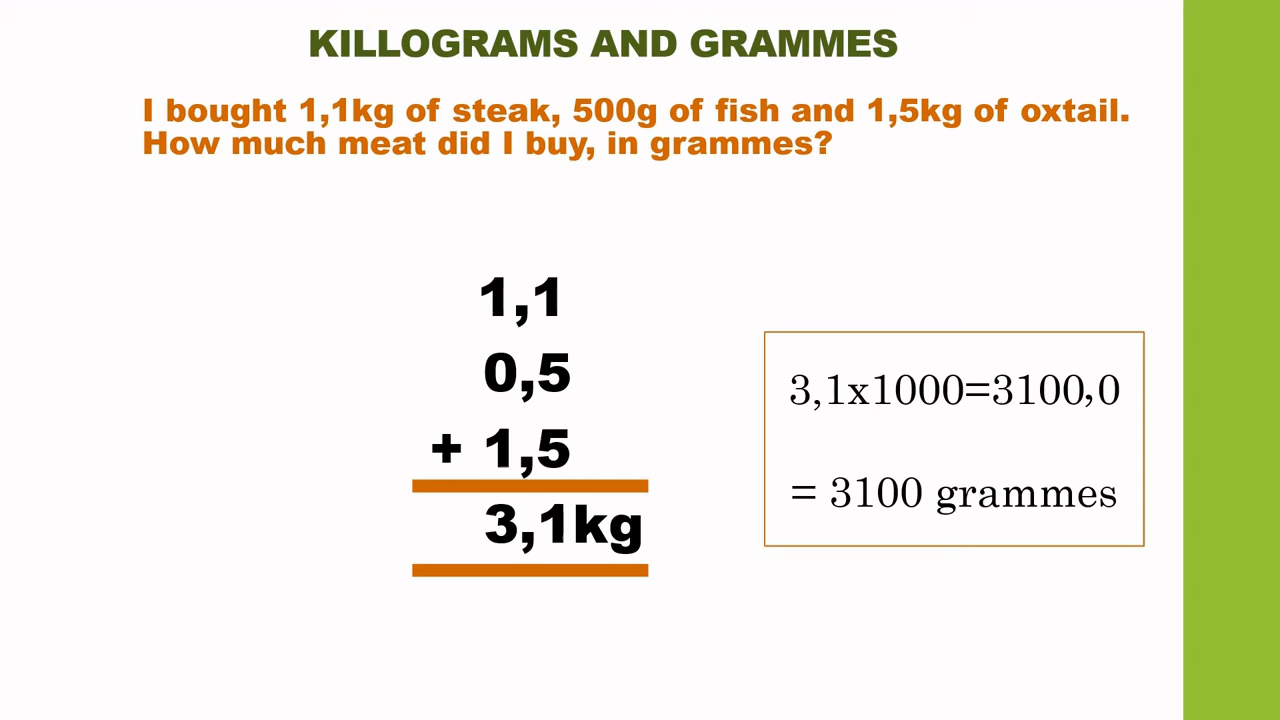 KILLOGRAMS AND GRAMMES
I bought 1,1kg of steak, 500g of fish and 1,5kg of oxtail.
How much meat did I buy, in grammes?
1,1
0,5
+ 1,5
3,1kg
3,1x1000=3100,0
= 3100 grammes